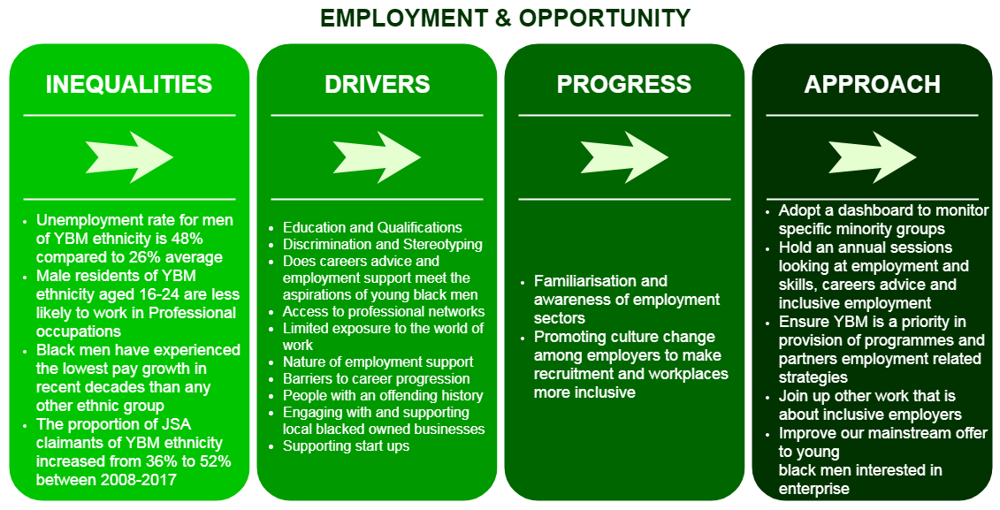 EMPLOYMENT & OPPORTUNITY
INEQUALITIES
• Unemployment rate for men
of YBM ethnicity is 48%
compared to 26% average
• Male residents of YBM
ethnicity aged 16-24 are less
likely to work in Professional
occupations
• Black men have experienced
the lowest pay growth in
recent decades than any
other ethnic group
• The proportion of JSA
claimants of YBM ethnicity
increased from 36% to 52%
between 2008-2017
DRIVERS
• Education and Qualifications
• Discrimination and Stereotyping
• Does careers advice and
employment support meet the
aspirations of young black men
• Access to professional networks
• Limited exposure to the world of
work
• Nature of employment support
• Barriers to career progression
• People with an offending history
• Engaging with and supporting
local blacked owned businesses
• Supporting start ups
PROGRESS
• Familiarisation and
awareness of employment
sectors
• Promoting culture change
among employers to make
recruitment and workplaces
more inclusive
APPROACH
• Adopt a dashboard to monitor
specific minority groups
• Hold an annual sessions
looking at employment and
skills, careers advice and
inclusive employment
• Ensure YBM is a priority in
provision of programmes and
partners employment related
strategies
• Join up other work that is
about inclusive employers
• Improve our mainstream offer
to young
black men interested in
enterprise